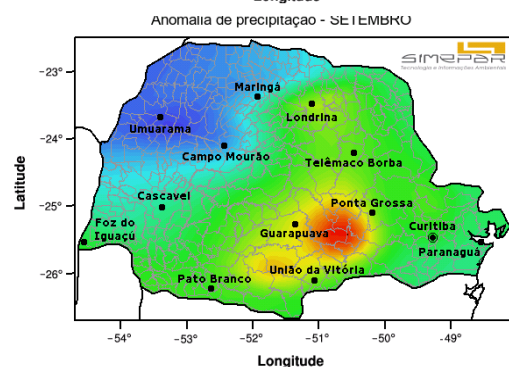 Longitude
Anomalia de precipitação - SETEMBRO
SIMEPAR
Tecnologia e Informações Ambientais
−23°
Maringá
Londrina
Umuarama
−24°
Campo Mourão
Telêmaco Borba
Latitude
Cascavel
−25°
Ponta Grossa
Foz do
Iguaçú
Guarapuava
Curitiba
Paranaguá
União da Vitória
−26°
Pato Branco
−54°
−53°
−52°
−51°
−50°
−49°
Longitude